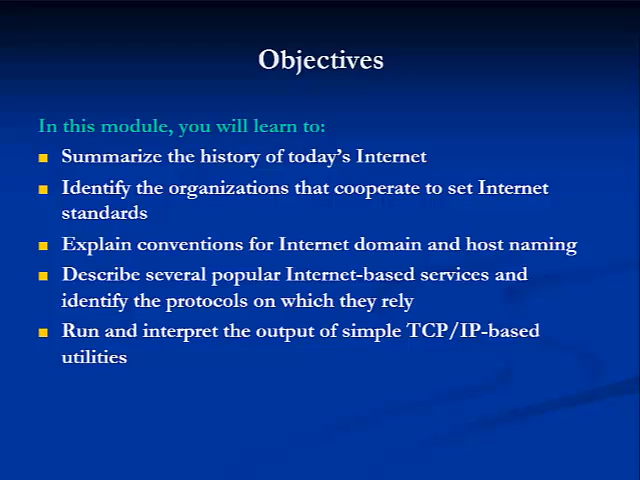 Objectives
In this module, you will learn to:
Summarize the history of today's Internet
Identify the organizations that cooperate to set Internet
standards
Explain conventions for Internet domain and host naming
Describe several popular Internet-based services and
identify the protocols on which they rely
Run and interpret the output of simple TCP/IP-based
utilities